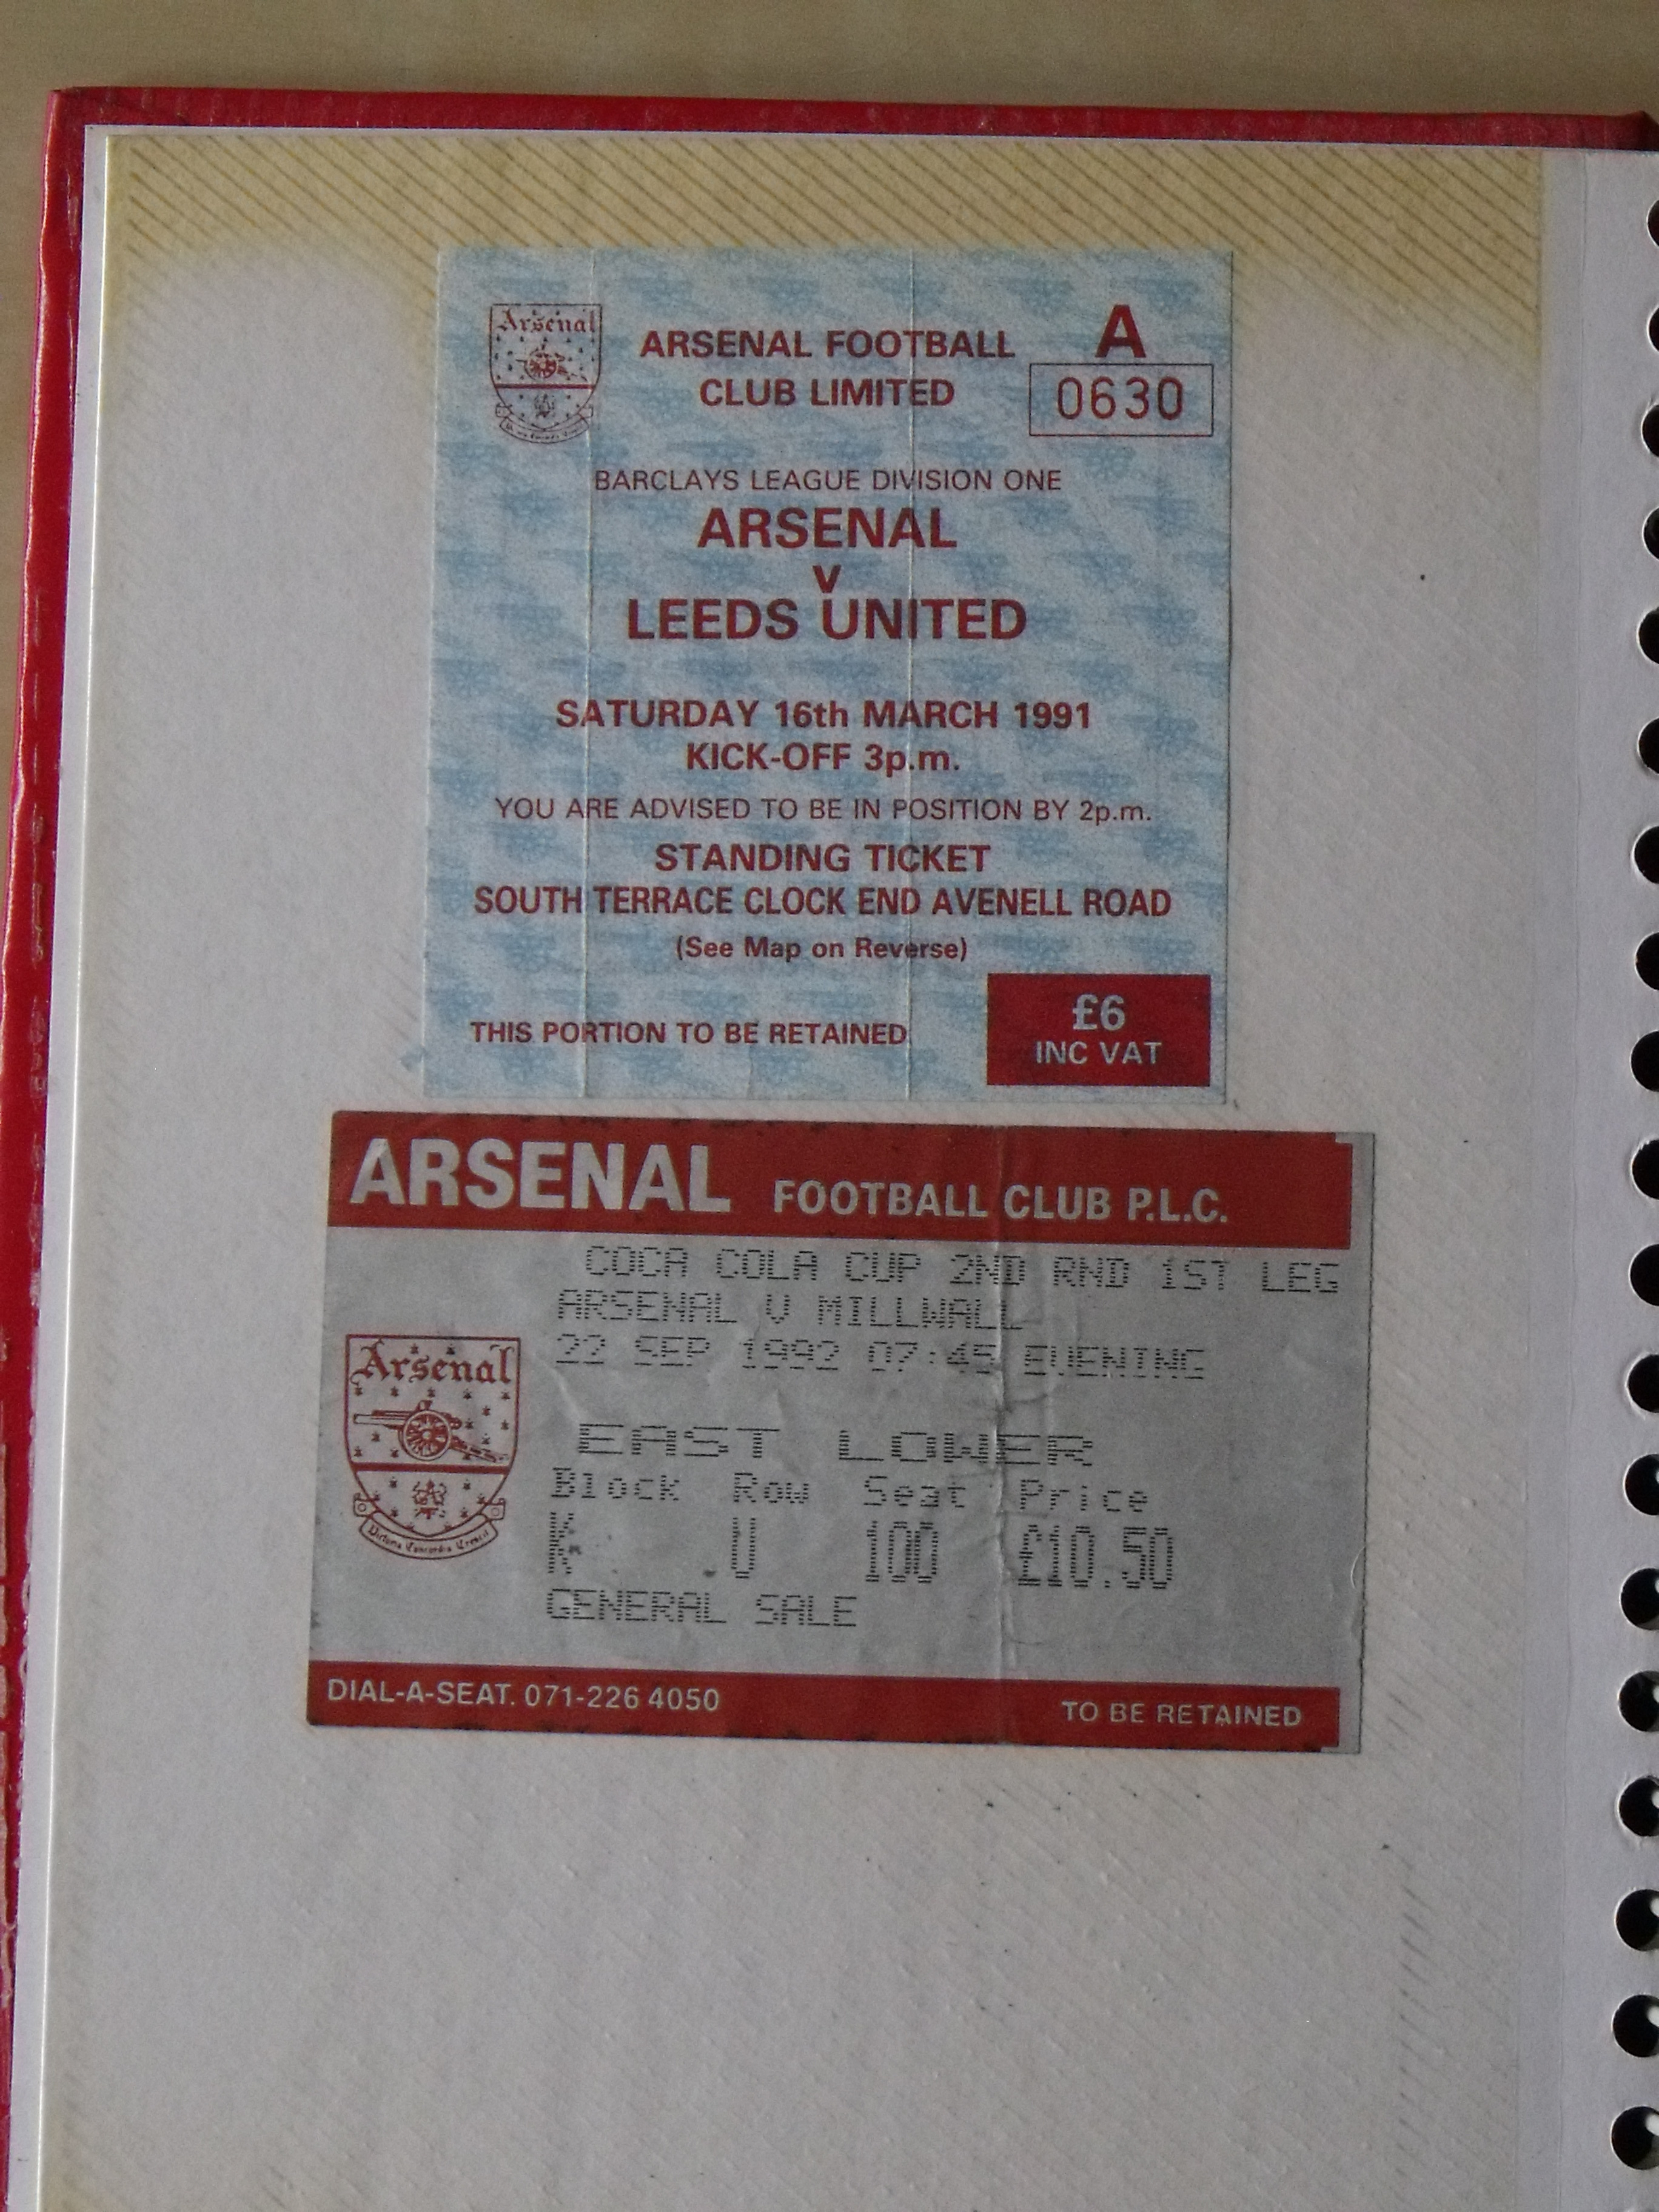 Arsenal
ARSENAL FOOTBALL
CLUB LIMITED
A
0630
BARCLAYS LEAGUE DIVISION ONE
ARSENAL
v
LEEDS UNITED
SATURDAY 16th MARCH 1991
KICK-OFF 3p.m.
YOU ARE ADVISED TO BE IN POSITION BY 2p.m.
STANDING TICKET
SOUTH TERRACE CLOCK END AVENELL ROAD
(See Map on Reverse)
THIS PORTION TO BE RETAINED
£6
INC VAT
ARSENAL FOOTBALL CLUB P.L.C.
COCA COLA CUP 2ND RND 1ST LEG
ARSENAL V MILLWALL
22 SEP 1992 07:45 EVENING
Arsenal
Victoria Concordia Crescit
EAST LOWER
Block Row Seat Price
K U 100 £10.50
GENERAL SALE
DIAL-A-SEAT. 071-226 4050
TO BE RETAINED